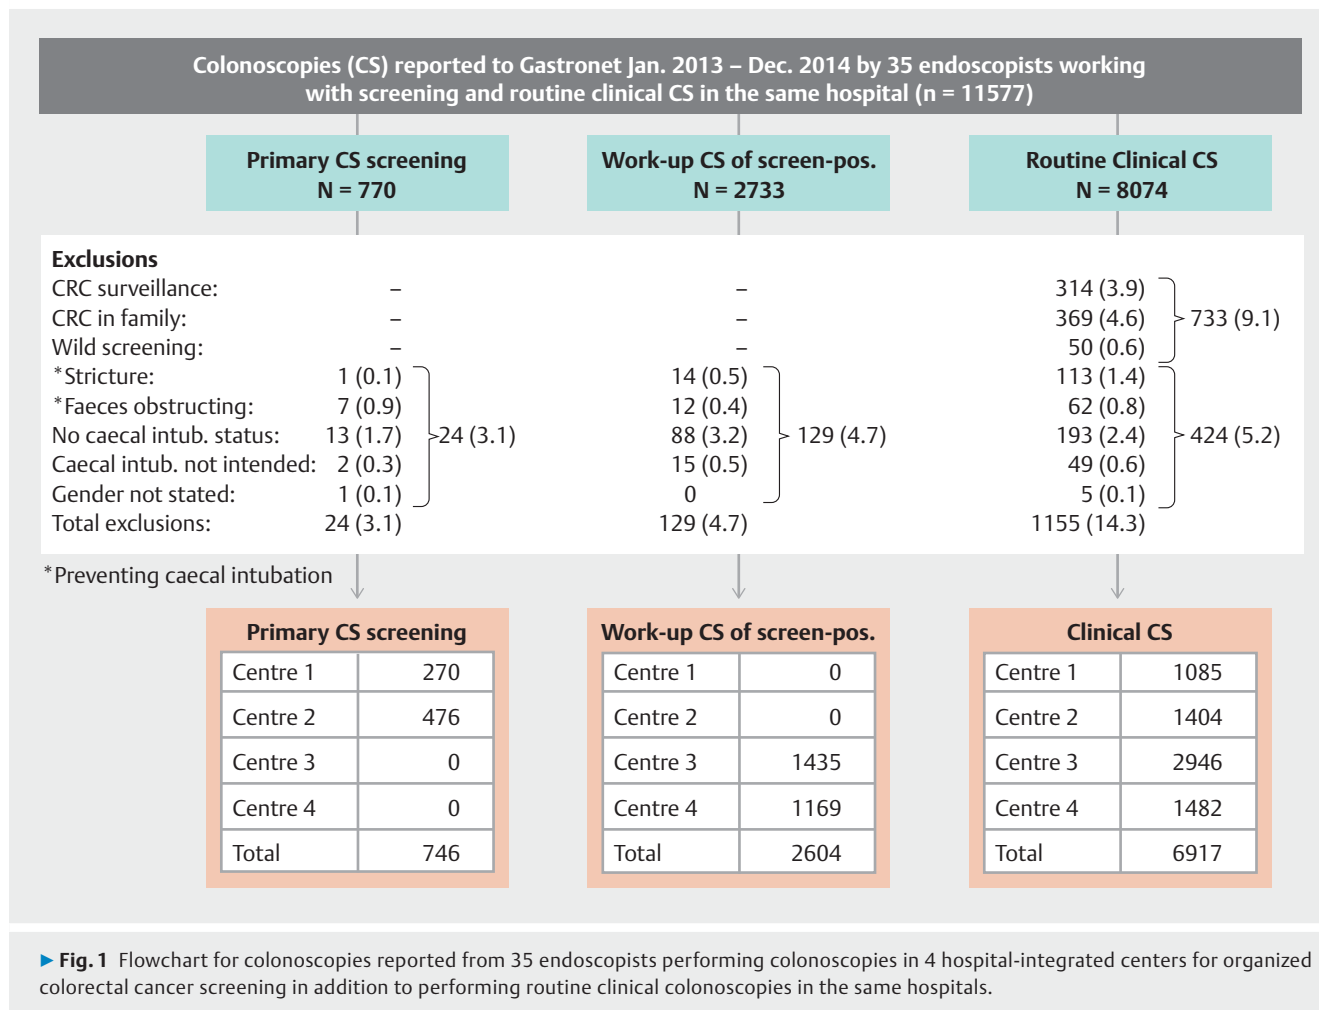 Colonoscopies (CS) reported to Gastronet Jan. 2013 – Dec. 2014 by 35 endoscopists working
with screening and routine clinical CS in the same hospital (n = 11577)
Primary CS screening
N = 770
Work-up CS of screen-pos.
N = 2733
Routine Clinical CS
N = 8074
Exclusions
CRC surveillance: – – 314 (3.9)
CRC in family: – – 369 (4.6) 733 (9.1)
Wild screening: – – 50 (0.6)
*Stricture: 1 (0.1) 14 (0.5) 113 (1.4)
*Faeces obstructing: 7 (0.9) 12 (0.4) 62 (0.8)
No caecal intub. status: 13 (1.7) 24 (3.1) 88 (3.2) 129 (4.7) 193 (2.4) 424 (5.2)
Caecal intub. not intended: 2 (0.3) 15 (0.5) 49 (0.6)
Gender not stated: 1 (0.1) 0 5 (0.1)
Total exclusions: 24 (3.1) 129 (4.7) 1155 (14.3)
*Preventing caecal intubation
Primary CS screening
Centre 1 270
Centre 2 476
Centre 3 0
Centre 4 0
Total 746
Work-up CS of screen-pos.
Centre 1 0
Centre 2 0
Centre 3 1435
Centre 4 1169
Total 2604
Clinical CS
Centre 1 1085
Centre 2 1404
Centre 3 2946
Centre 4 1482
Total 6917
▶ Fig. 1 Flowchart for colonoscopies reported from 35 endoscopists performing colonoscopies in 4 hospital-integrated centers for organized
colorectal cancer screening in addition to performing routine clinical colonoscopies in the same hospitals.